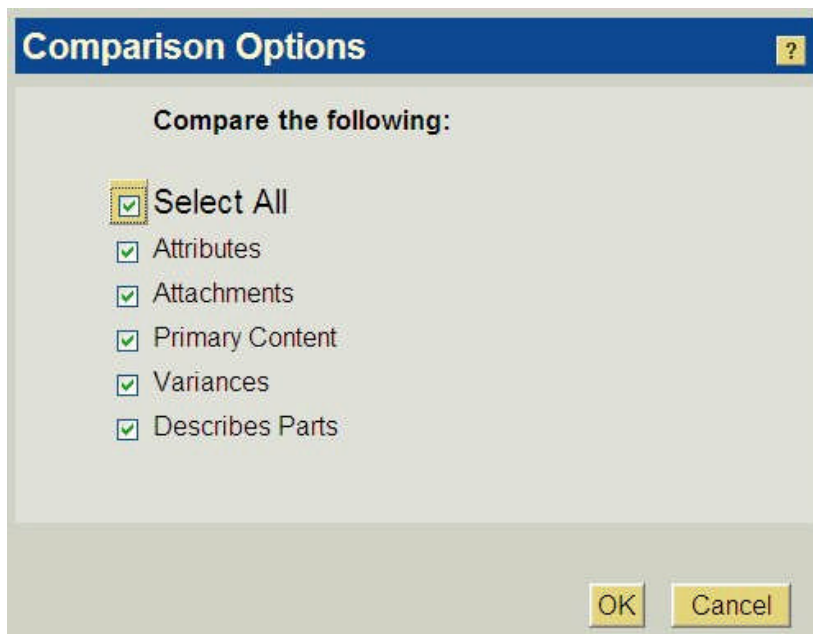 Comparison Options
?
Compare the following:
Select All
Attributes
Attachments
Primary Content
Variances
Describes Parts
OK Cancel